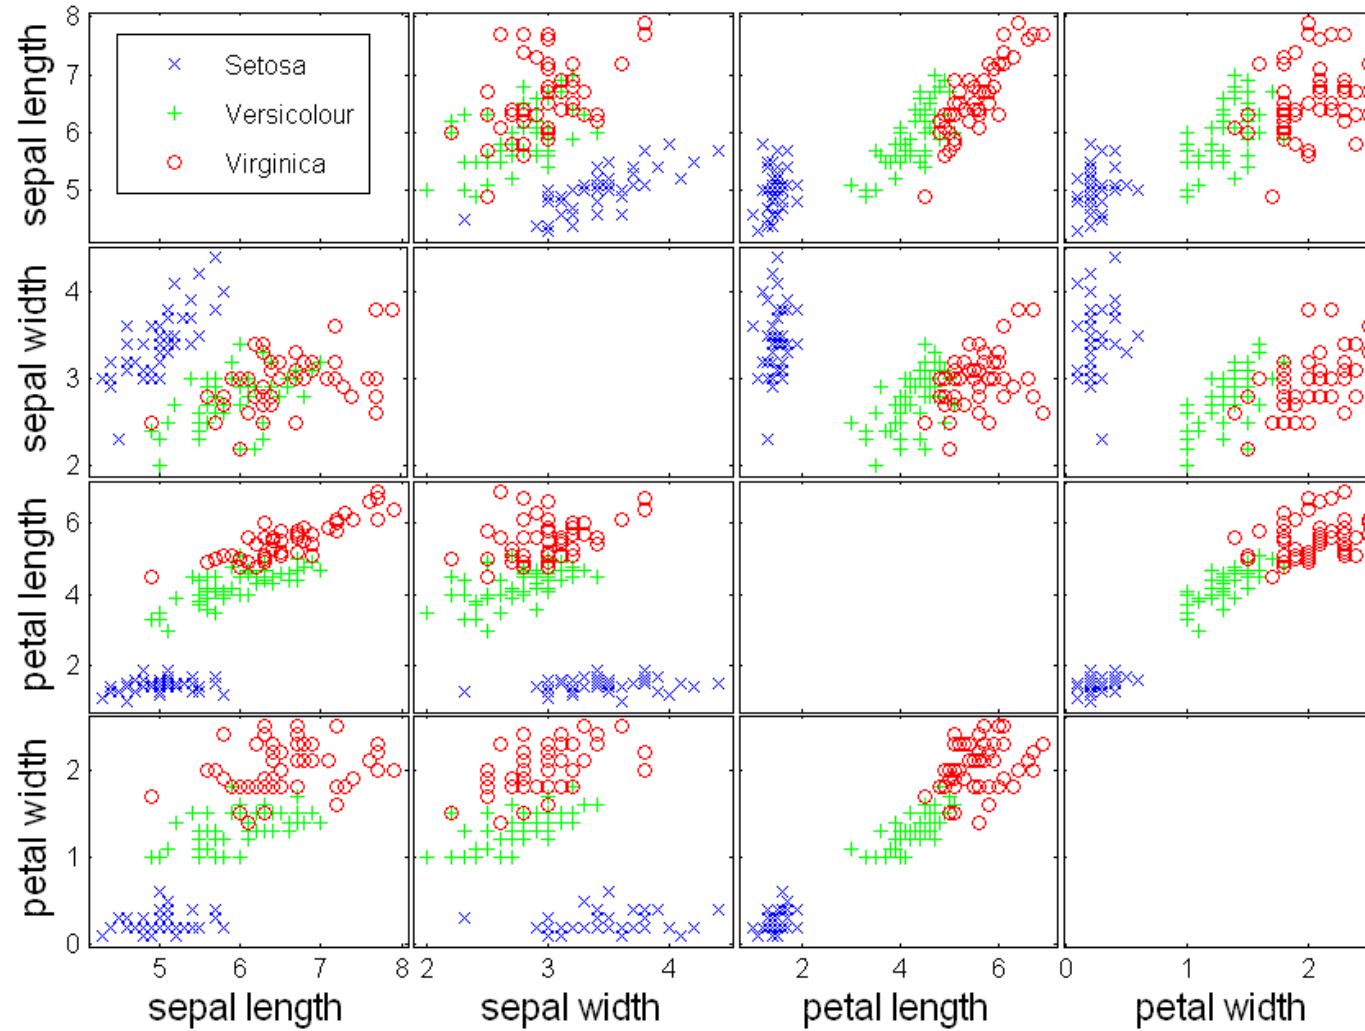 8
Setosa
Versicolour
Virginica
sepal length
7
6
5
sepal width
4
3
2
petal length
6
4
2
petal width
2
1
0
5 6 7 8 2 3 4 2 4 6 0 1 2
sepal length sepal width petal length petal width